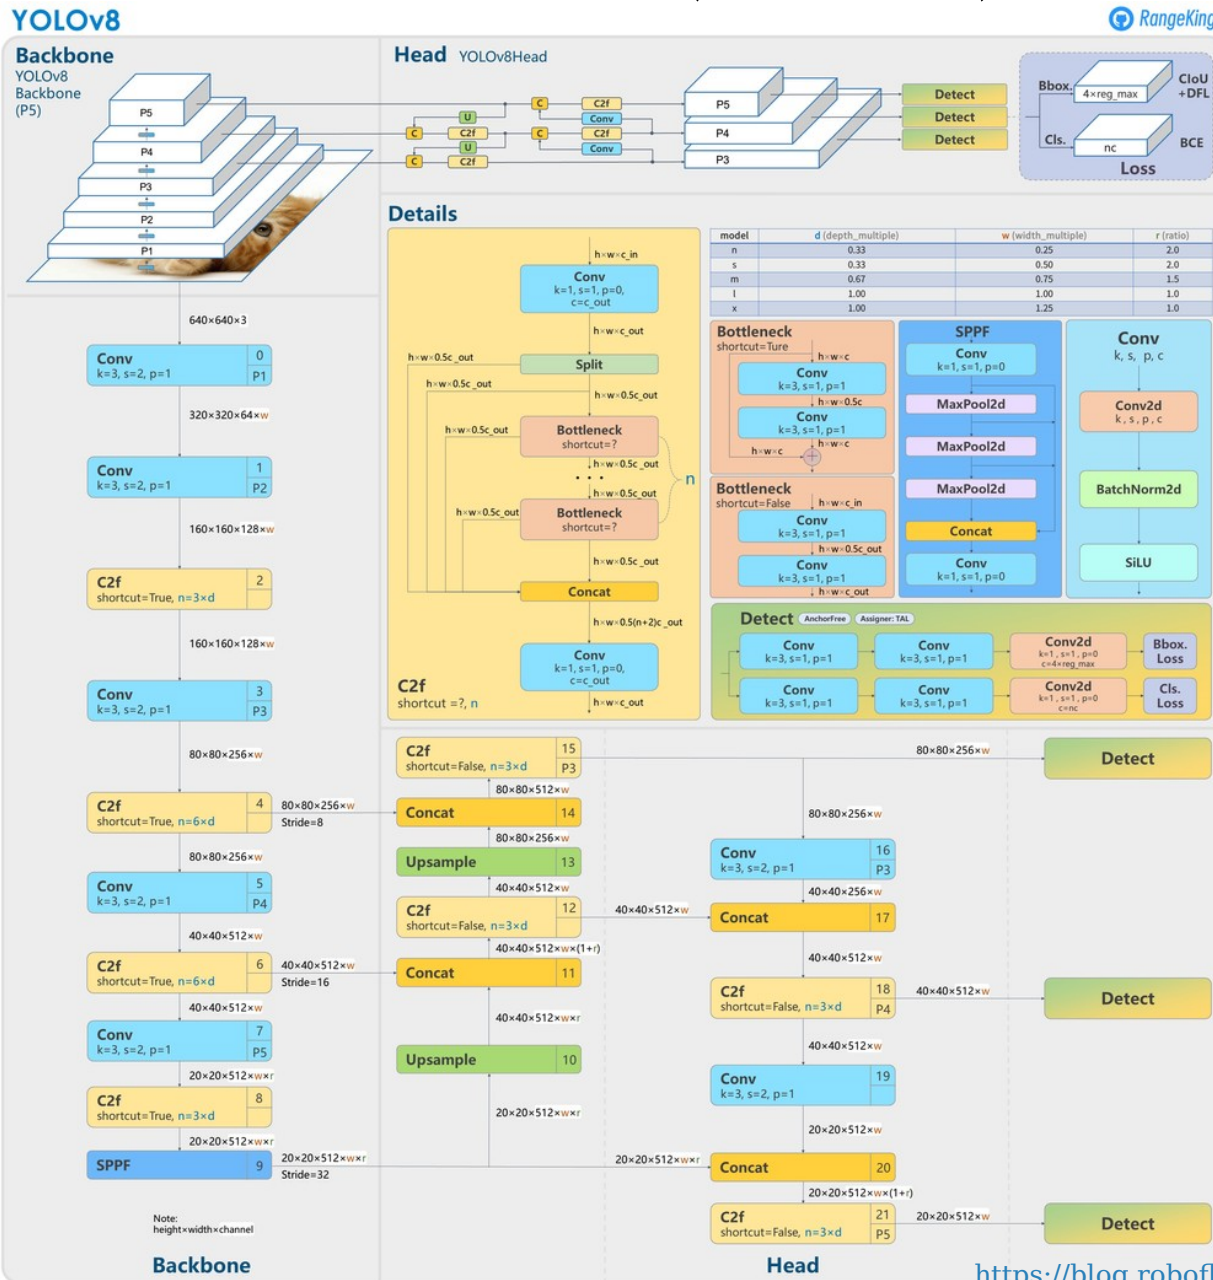 YOLOv8
RangeKing
Backbone
YOLOv8
Backbone
(P5)
P5
P4
P3
P2
P1
Head YOLOv8Head
U
C
C2f
U
C
C2f
C
C2f
Conv
C
C2f
Conv
P5
P4
P3
Detect
Detect
Detect
Bbox.
4×reg_max
CIoU
+DFL
Cls.
nc
BCE
Loss
640×640×3
Conv
k=3, s=2, p=1
0
P1
320×320×64×w
Conv
k=3, s=2, p=1
1
P2
160×160×128×w
C2f
shortcut=True, n=3×d
2
160×160×128×w
Conv
k=3, s=2, p=1
3
P3
80×80×256×w
C2f
shortcut=True, n=6×d
4
80×80×256×w
Stride=8
80×80×256×w
Conv
k=3, s=2, p=1
5
P4
40×40×512×w
C2f
shortcut=True, n=6×d
6
40×40×512×w
Stride=16
40×40×512×w
Conv
k=3, s=2, p=1
7
P5
20×20×512×w×r
C2f
shortcut=True, n=3×d
8
20×20×512×w×r
SPPF
9
20×20×512×w×r
Stride=32
Note:
height×width×channel
Backbone
Details
h×w×c_in
Conv
k=1, s=1, p=0,
c=c_out
h×w×c_out
h×w×0.5c_out
Split
h×w×0.5c_out
h×w×0.5c_out
h×w×0.5c_out
Bottleneck
shortcut=?
h×w×0.5c_out
...
n
h×w×0.5c_out
h×w×0.5c_out
Bottleneck
shortcut=?
h×w×0.5c_out
Concat
h×w×0.5(n+2)c_out
Conv
k=1, s=1, p=0,
c=c_out
h×w×c_out
C2f
shortcut =?, n
model d (depth_multiple) w (width_multiple) r (ratio)
n 0.33 0.25 2.0
s 0.33 0.50 2.0
m 0.67 0.75 1.5
l 1.00 1.00 1.0
x 1.00 1.25 1.0
Bottleneck
shortcut=Ture
h×w×c
Conv
k=3, s=1, p=1
h×w×0.5c
Conv
k=3, s=1, p=1
h×w×c
h×w×c
Bottleneck
shortcut=False
h×w×c_in
Conv
k=3, s=1, p=1
h×w×0.5c_out
Conv
k=3, s=1, p=1
h×w×c_out
SPPF
Conv
k=1, s=1, p=0
MaxPool2d
MaxPool2d
MaxPool2d
Concat
Conv
k=1, s=1, p=0
Conv
k, s, p, c
Conv2d
k, s, p, c
BatchNorm2d
SiLU
Detect AnchorFree Assigner: TAL
Conv
k=3, s=1, p=1
Conv
k=3, s=1, p=1
Conv2d
k=1, s=1, p=0
c=4×reg_max
Bbox.
Loss
Conv
k=3, s=1, p=1
Conv
k=3, s=1, p=1
Conv2d
k=1, s=1, p=0
c=nc
Cls.
Loss
C2f
shortcut=False, n=3×d
15
P3
80×80×512×w
Concat
14
80×80×256×w
Upsample
13
40×40×512×w
C2f
shortcut=False, n=3×d
12
40×40×512×w×(1+r)
Concat
11
40×40×512×w×r
Upsample
10
20×20×512×w×r
80×80×256×w
Detect
80×80×256×w
Conv
k=3, s=2, p=1
16
P3
40×40×256×w
40×40×512×w
Concat
17
40×40×512×w
C2f
shortcut=False, n=3×d
18
P4
40×40×512×w
Detect
40×40×512×w
Conv
k=3, s=2, p=1
19
20×20×512×w
20×20×512×w×r
Concat
20
20×20×512×w×(1+r)
C2f
shortcut=False, n=3×d
21
P5
20×20×512×w
Detect
Head
https://blog.robofl